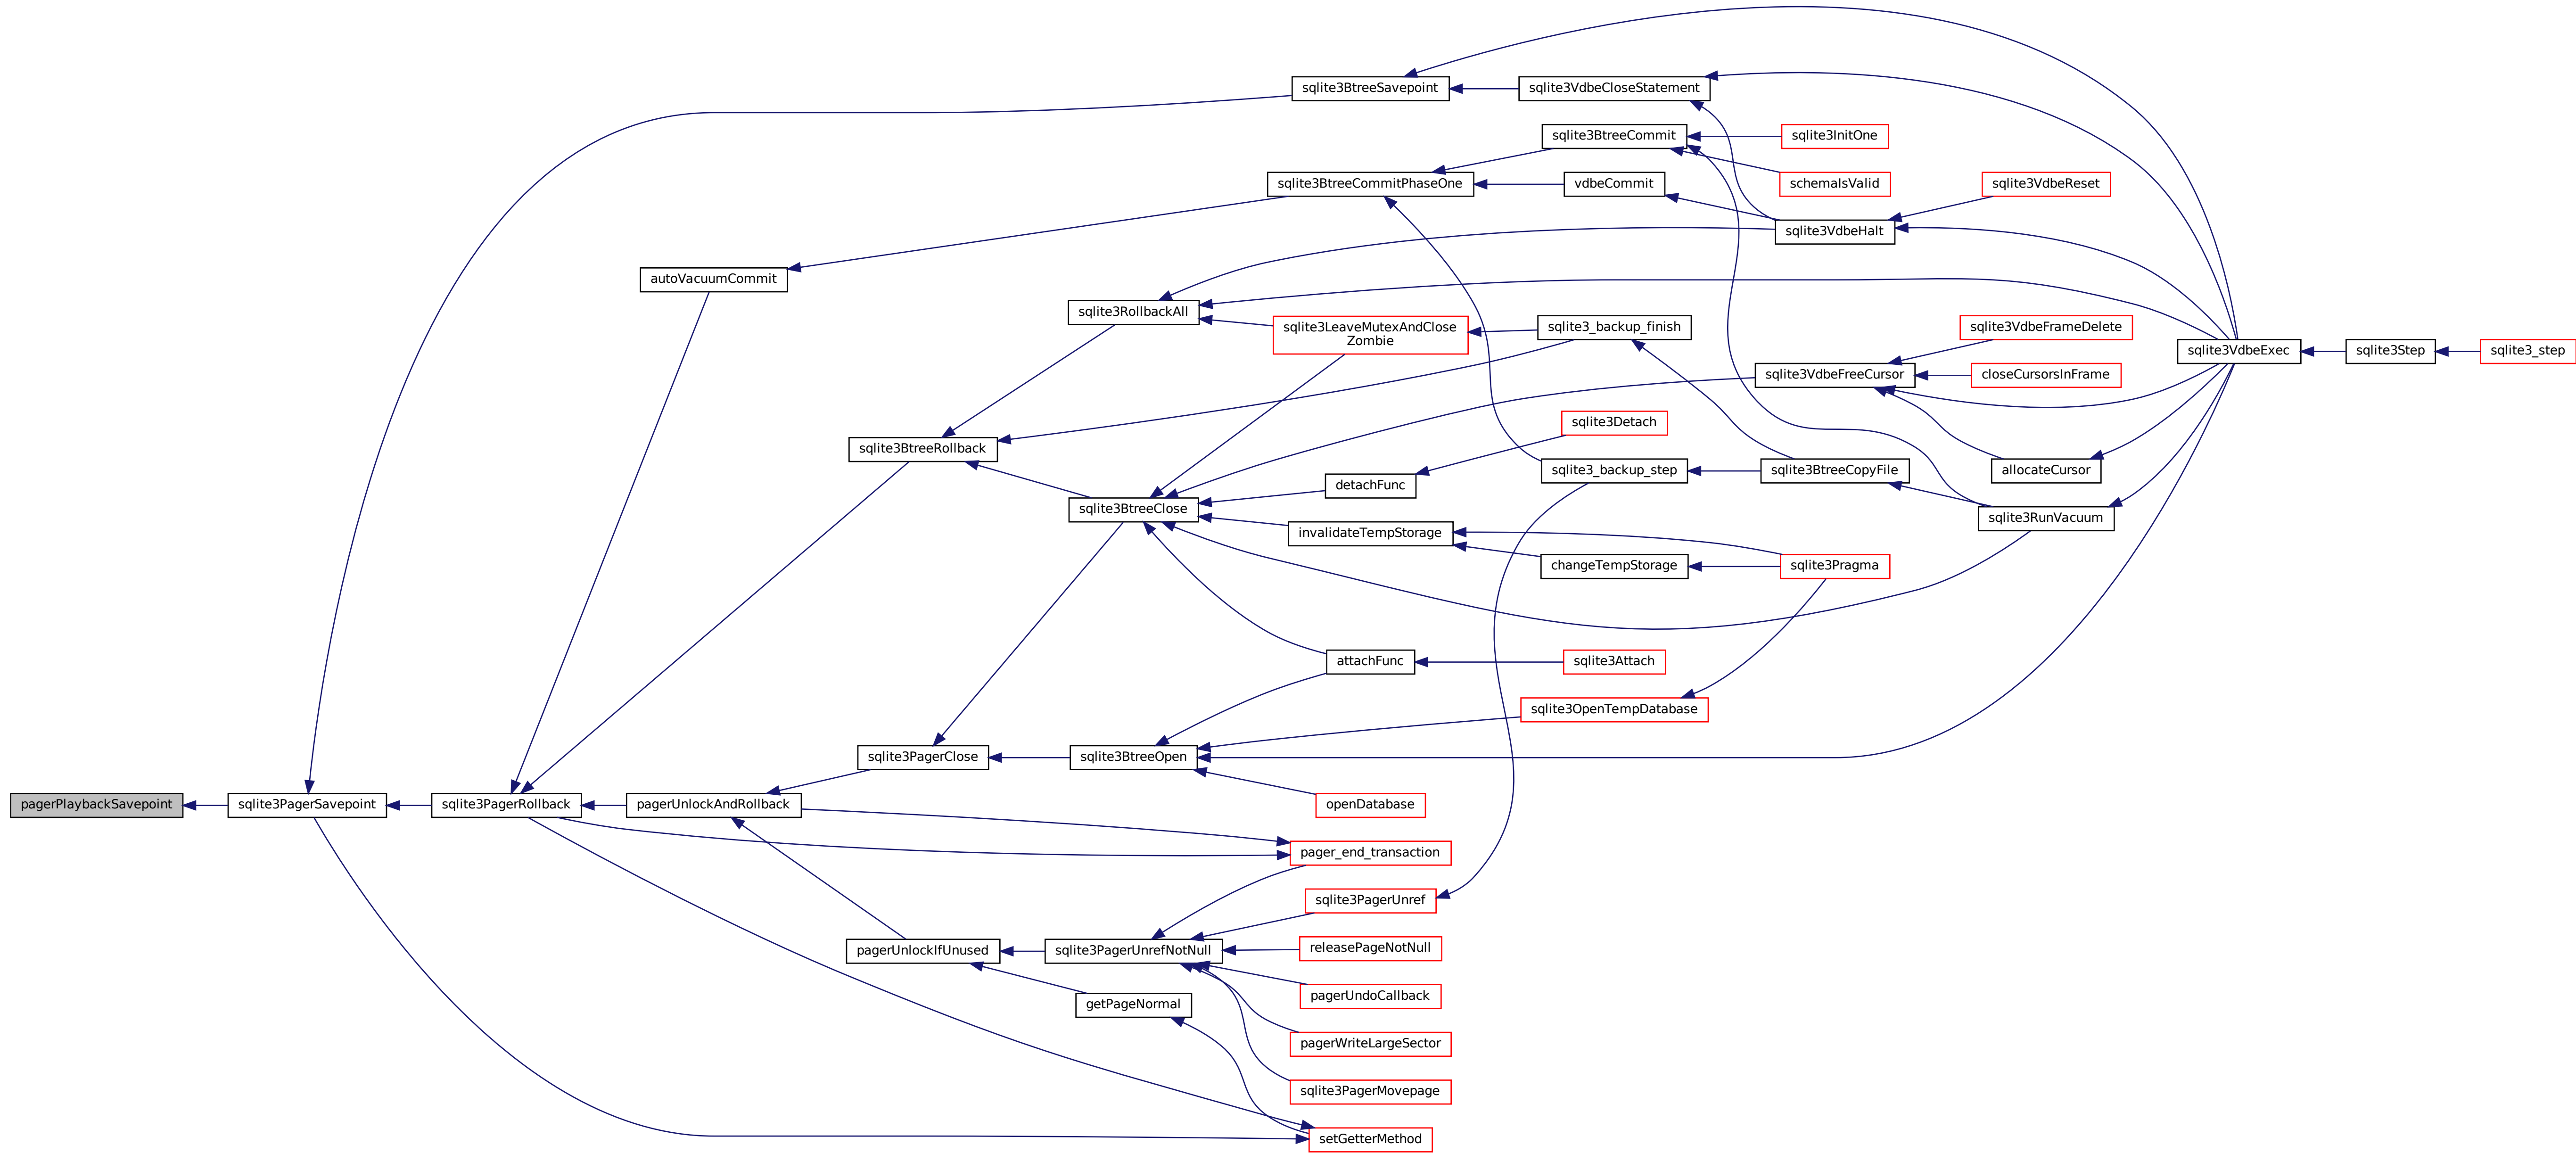 sqlite3BtreeSavepoint
sqlite3VdbeCloseStatement
sqlite3BtreeCommit
sqlite3InitOne
sqlite3BtreeCommitPhaseOne
vdbeCommit
schemaIsValid
sqlite3VdbeReset
sqlite3VdbeHalt
autoVacuumCommit
sqlite3RollbackAll
sqlite3LeaveMutexAndClose
Zombie
sqlite3_backup_finish
sqlite3VdbeFrameDelete
sqlite3VdbeExec
sqlite3Step
sqlite3_step
sqlite3VdbeFreeCursor
closeCursorsInFrame
sqlite3Detach
sqlite3BtreeRollback
sqlite3_backup_step
sqlite3BtreeCopyFile
allocateCursor
detachFunc
sqlite3BtreeClose
sqlite3RunVacuum
invalidateTempStorage
changeTempStorage
sqlite3Pragma
attachFunc
sqlite3Attach
sqlite3OpenTempDatabase
sqlite3PagerClose
sqlite3BtreeOpen
pagerPlaybackSavepoint
sqlite3PagerSavepoint
sqlite3PagerRollback
pagerUnlockAndRollback
openDatabase
pager_end_transaction
sqlite3PagerUnref
pagerUnlockIfUnused
sqlite3PagerUnrefNotNull
releasePageNotNull
pagerUndoCallback
getPageNormal
pagerWriteLargeSector
sqlite3PagerMovepage
setGetterMethod